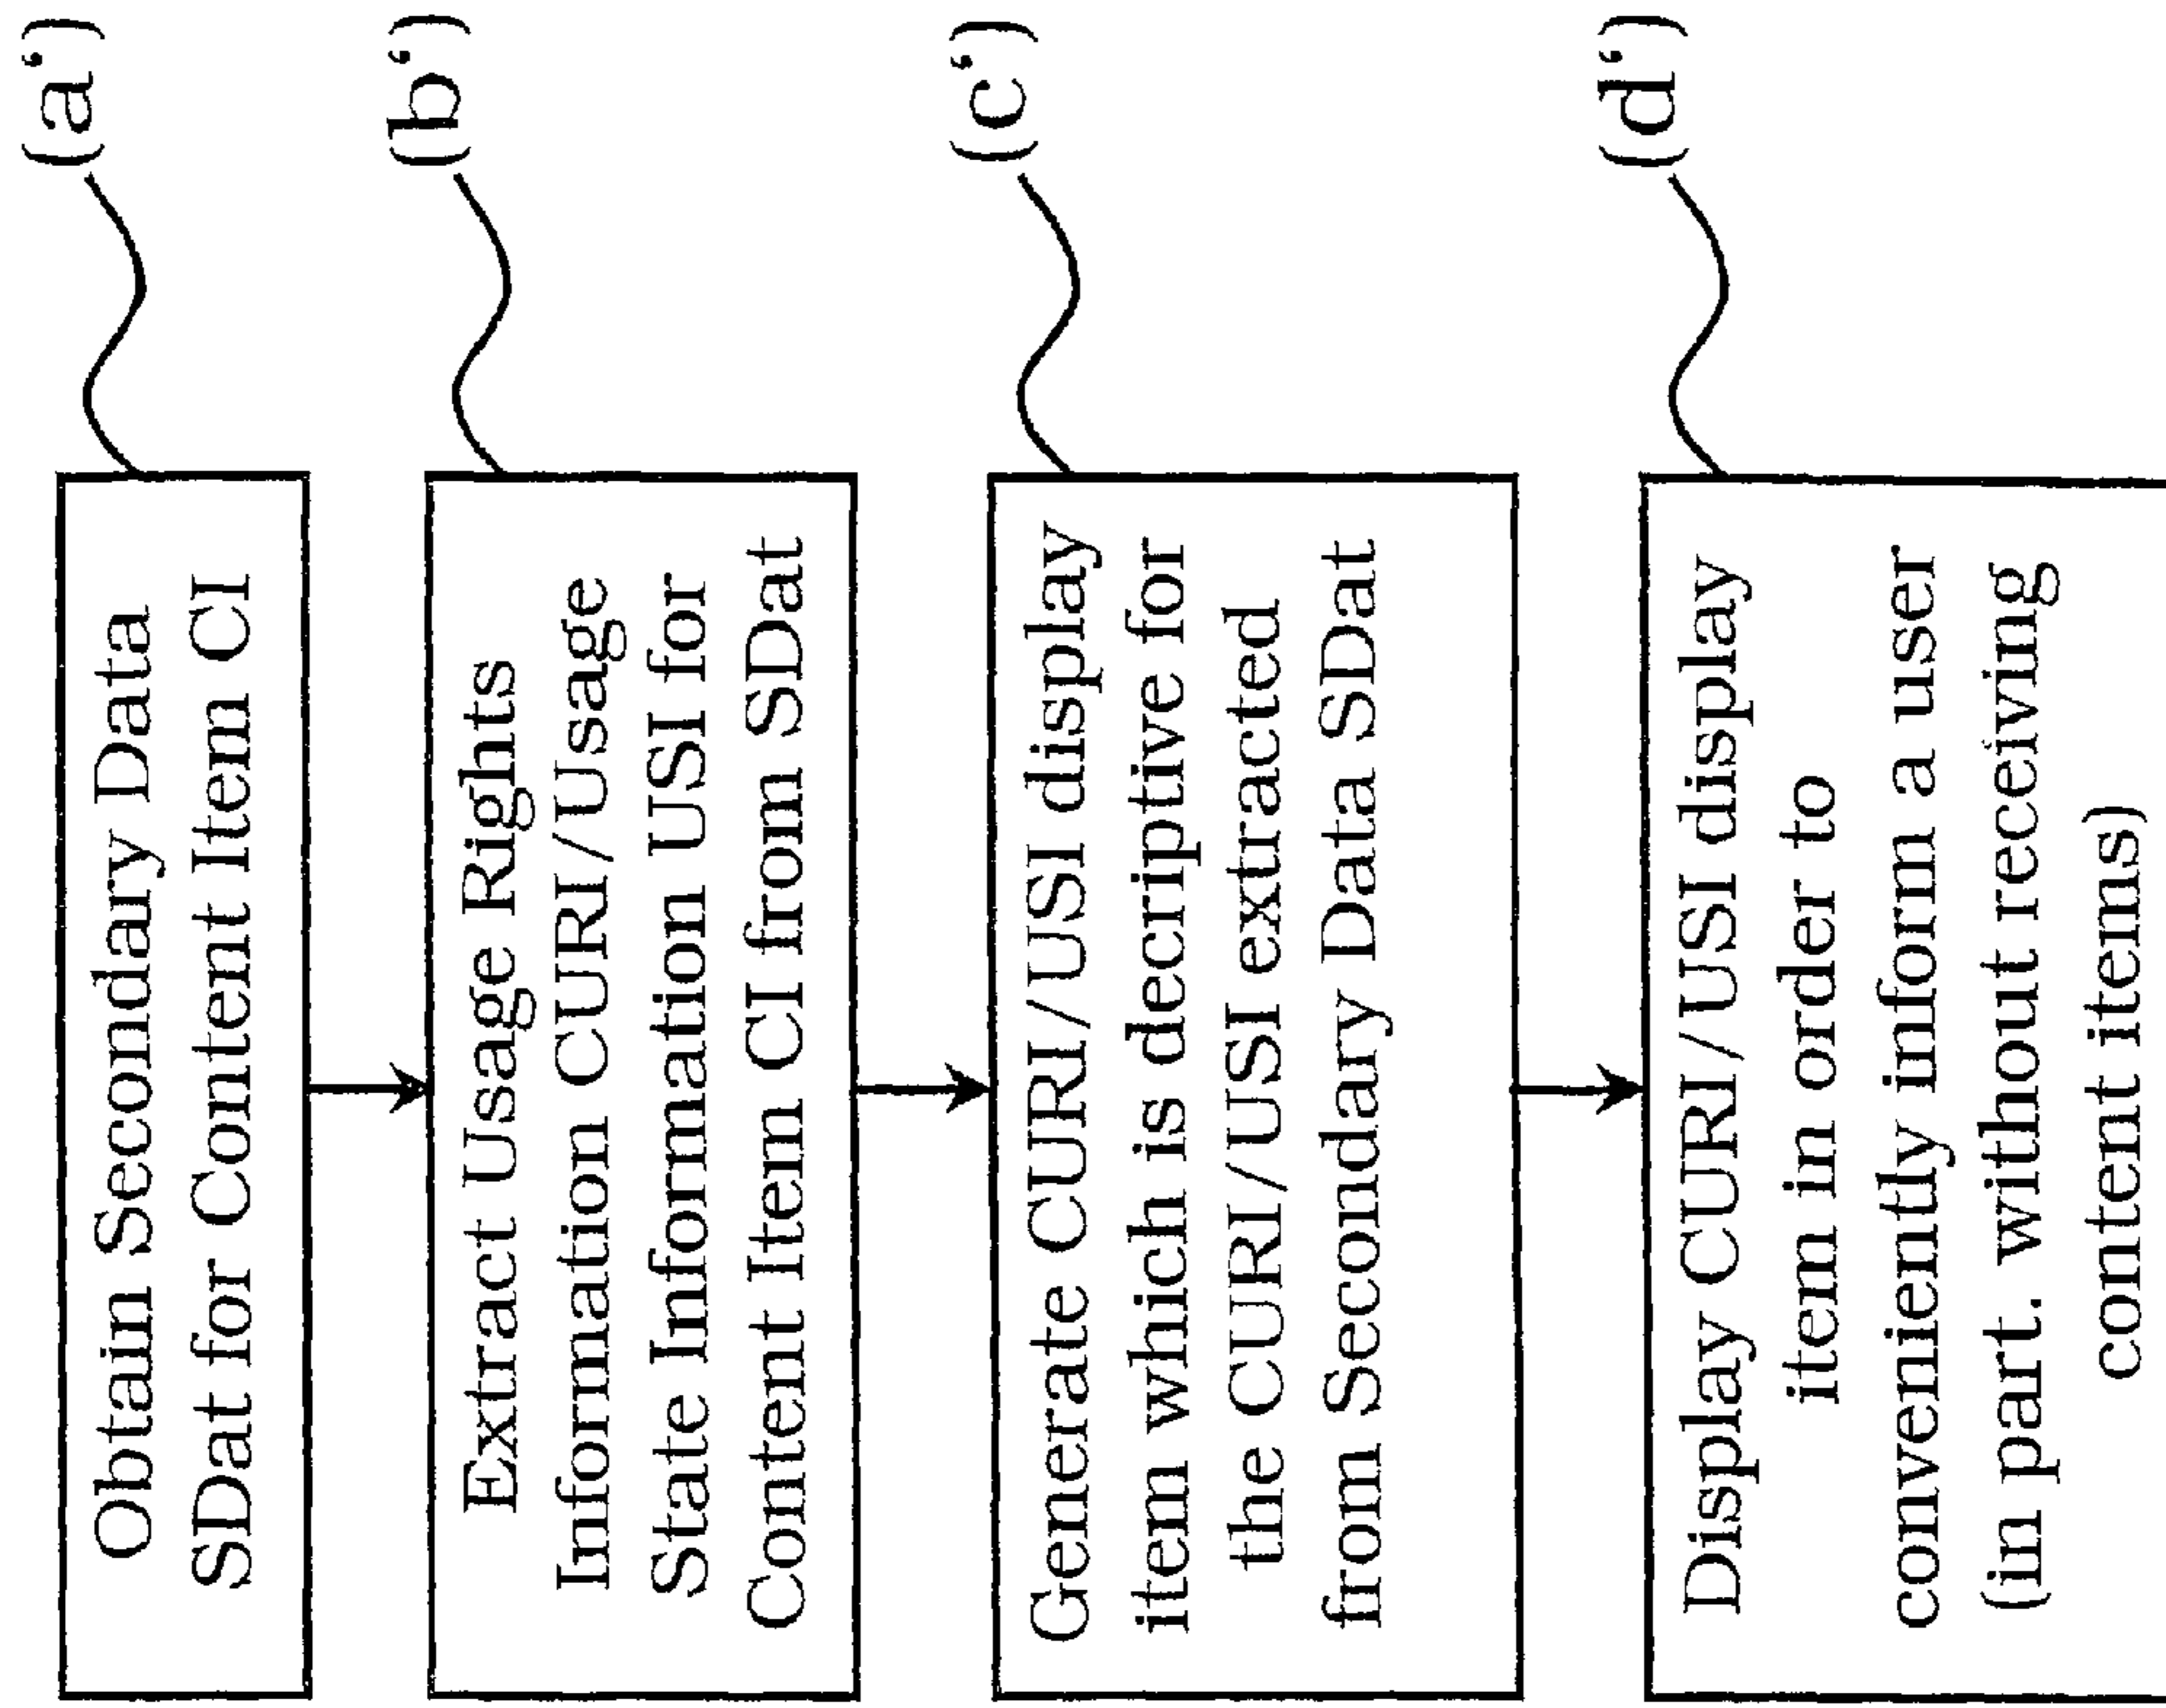 Obtain Secondary Data
SDat for Content Item CI
(a‘)
Extract Usage Rights
Information CURI/Usage
State Information USI for
Content Item CI from SDat
(b‘)
Generate CURI/USI display
item which is decriptive for
the CURI/USI extracted
from Secondary Data SDat
(c‘)
Display CURI/USI display
item in order to
conveniently inform a user
(in part. without receiving
content items)
(d‘)